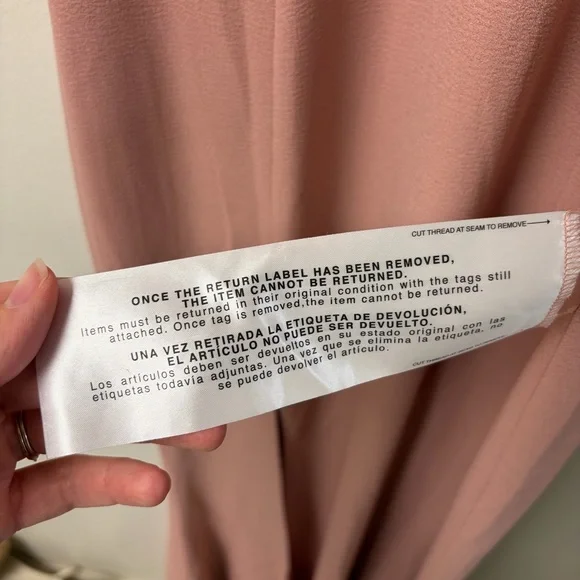 CUT THREAD AT SEAM TO REMOVE
ONCE THE RETURN LABEL HAS BEEN REMOVED,
THE ITEM CANNOT BE RETURNED.
Items must be returned in their original condition with the tags still
attached. Once tag is removed,the item cannot be returned.
UNA VEZ RETIRADA LA ETIQUETA DE DEVOLUCIÓN,
EL ARTÍCULO NO PUEDE SER DEVUELTO.
Los artículos deben ser devueltos en su estado original con las
etiquetas todavía adjuntas. Una vez que se elimina la etiqueta, no
se puede devolver el artículo.